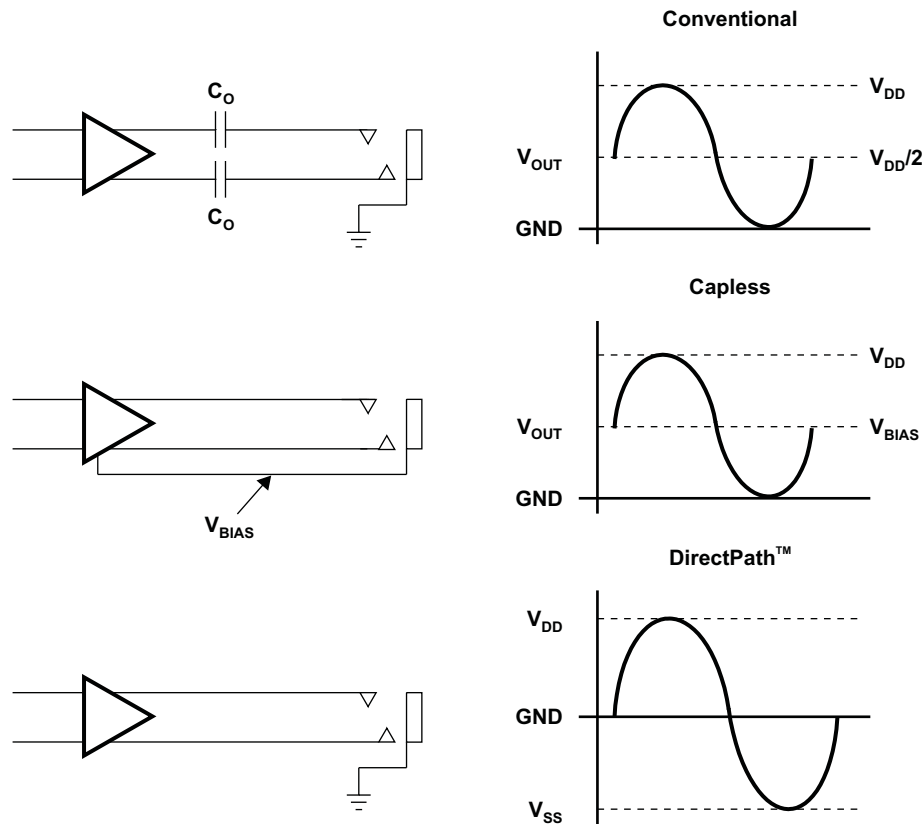 Conventional
C_O
C_O
V_DD
V_OUT
V_DD/2
GND
Capless
V_DD
V_OUT
V_BIAS
GND
V_BIAS
DirectPath™
V_DD
GND
V_SS